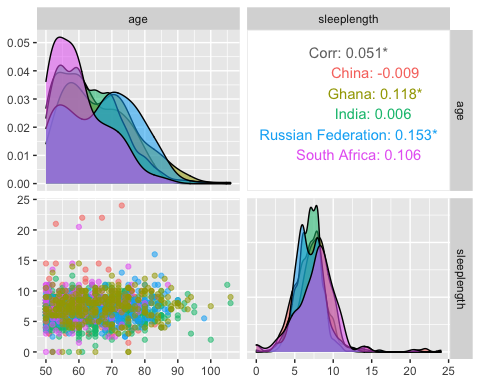 age
sleeplength
0.05
0.04
0.03
0.02
0.01
0.00
Corr: 0.051*
China: -0.009
Ghana: 0.118*
India: 0.006
Russian Federation: 0.153*
South Africa: 0.106
age
25
20
15
10
5
0
sleeplength
50 60 70 80 90 100
0 5 10 15 20 25